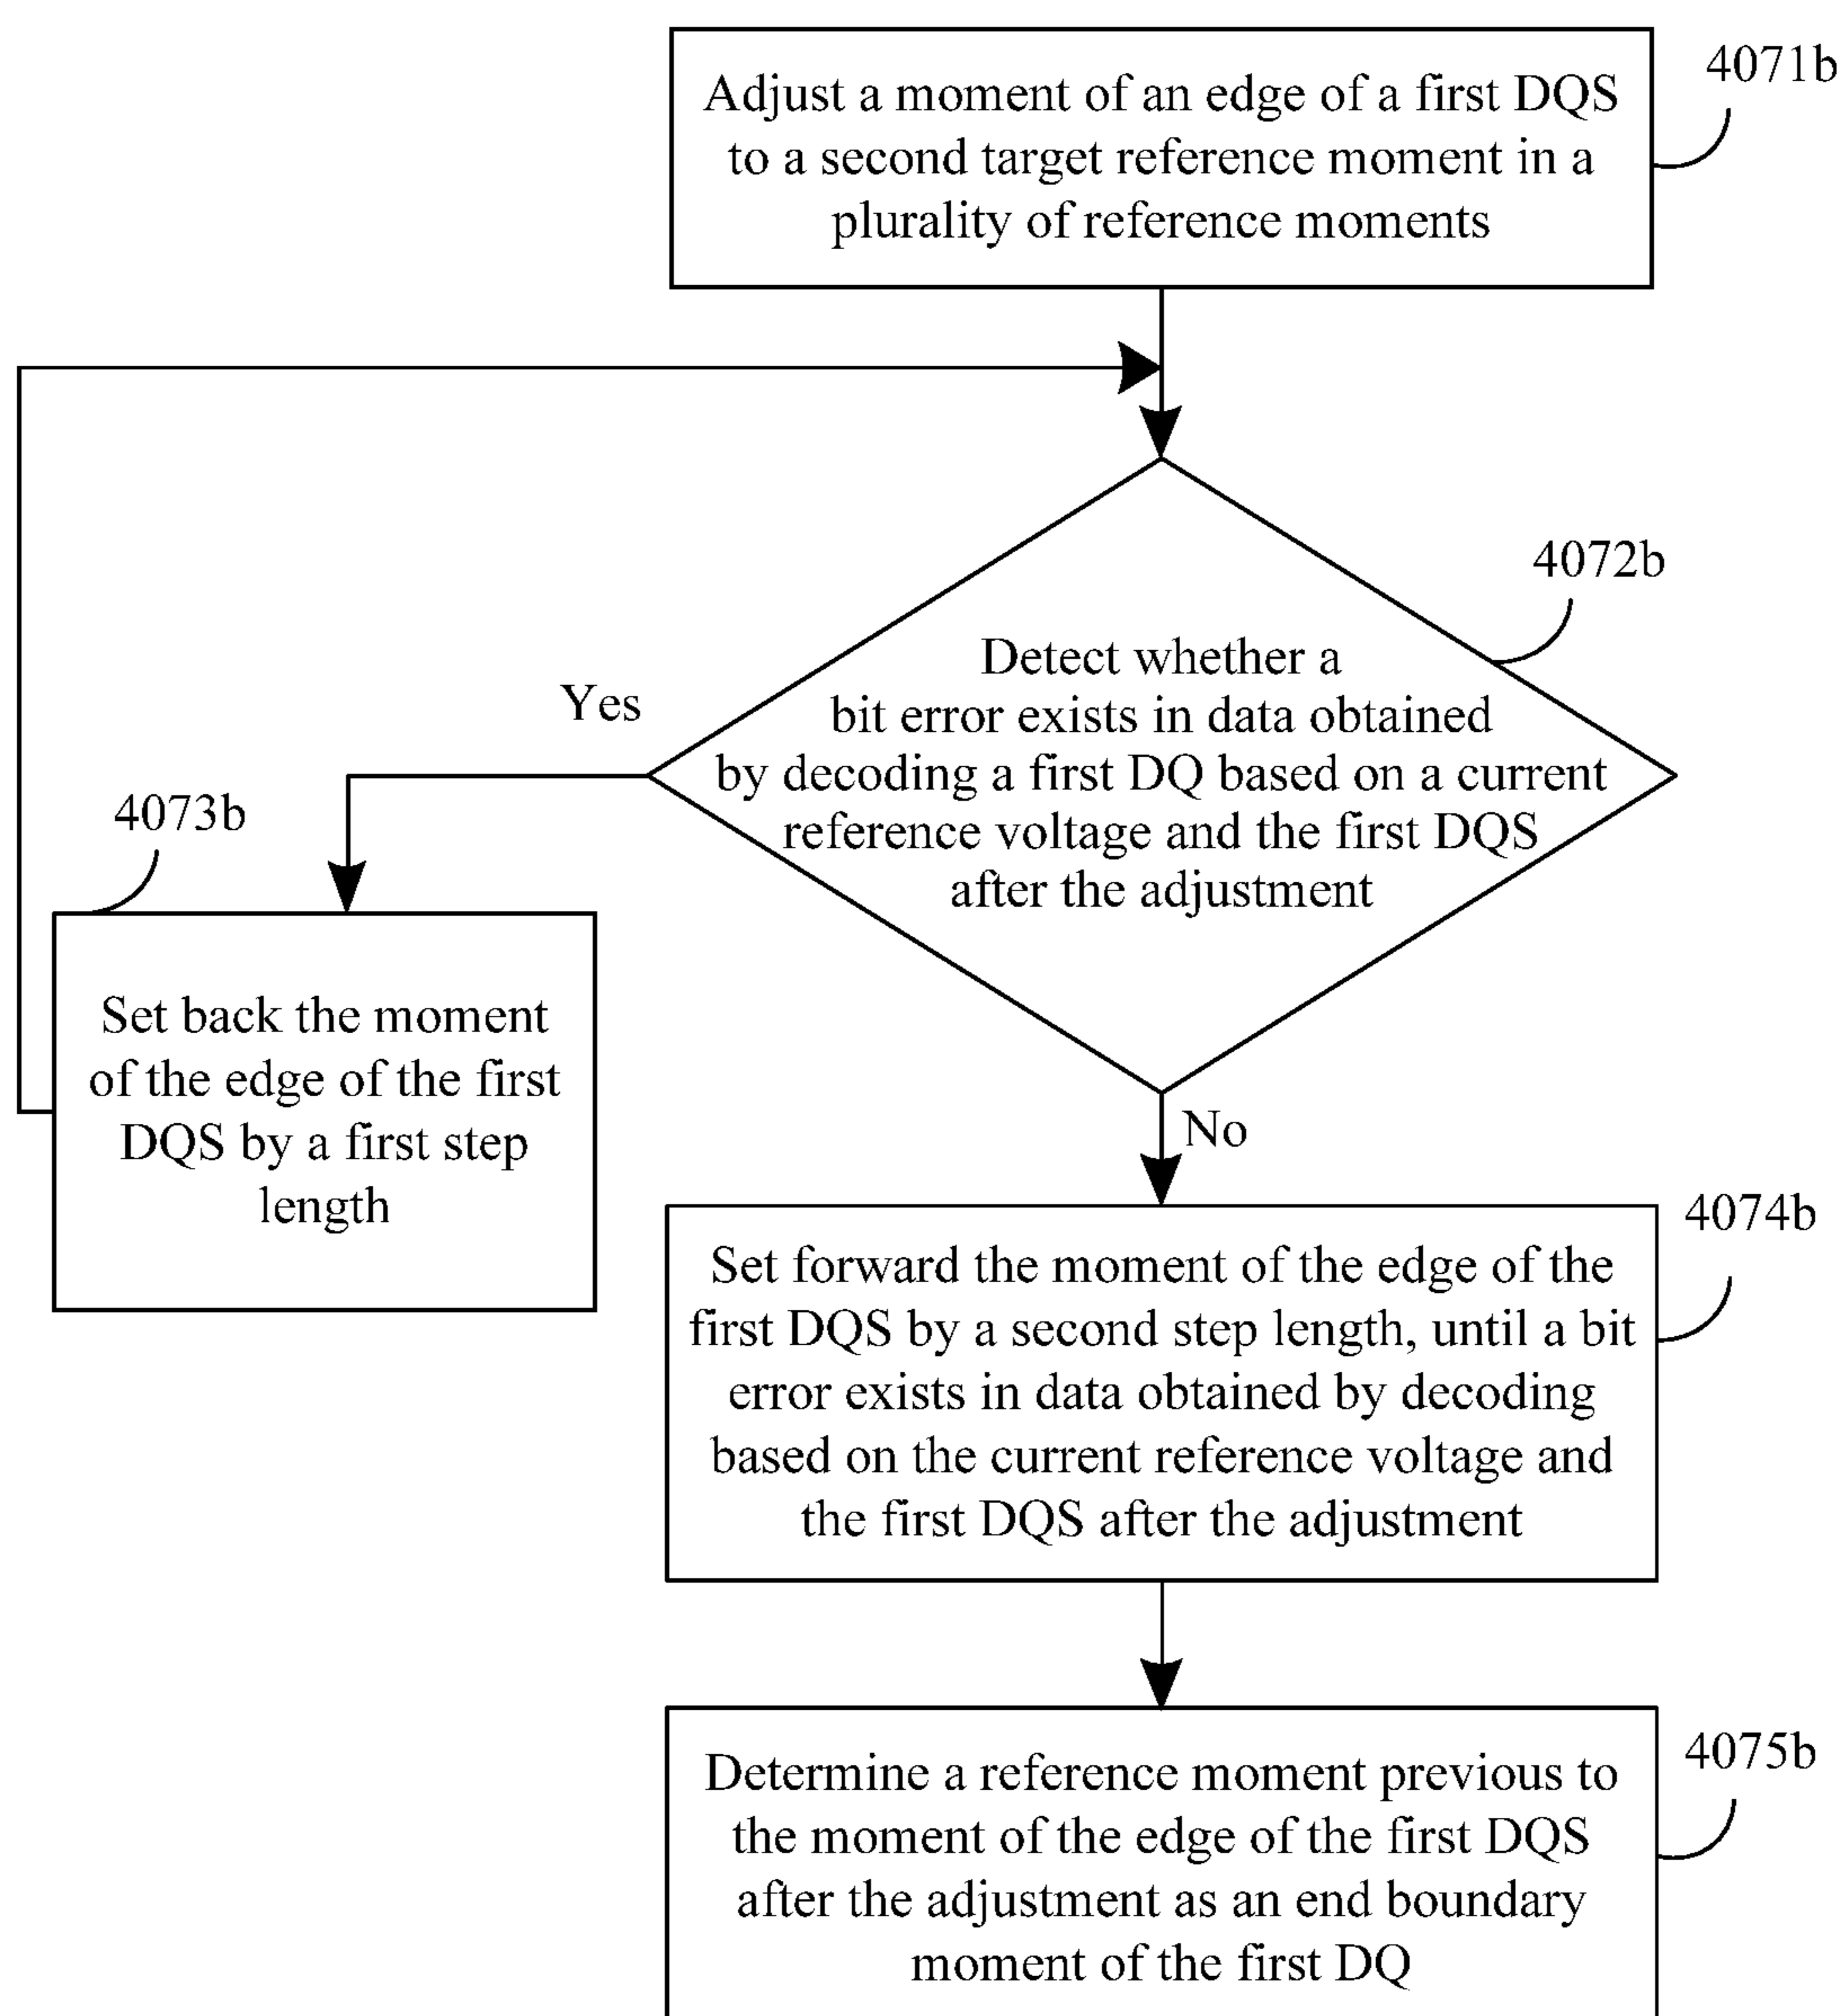 Adjust a moment of an edge of a first DQS
to a second target reference moment in a
plurality of reference moments
4071b
4072b
Detect whether a
bit error exists in data obtained
by decoding a first DQ based on a current
reference voltage and the first DQS
after the adjustment
Yes
4073b
Set back the moment
of the edge of the first
DQS by a first step
length
No
4074b
Set forward the moment of the edge of the
first DQS by a second step length, until a bit
error exists in data obtained by decoding
based on the current reference voltage and
the first DQS after the adjustment
4075b
Determine a reference moment previous to
the moment of the edge of the first DQS
after the adjustment as an end boundary
moment of the first DQ